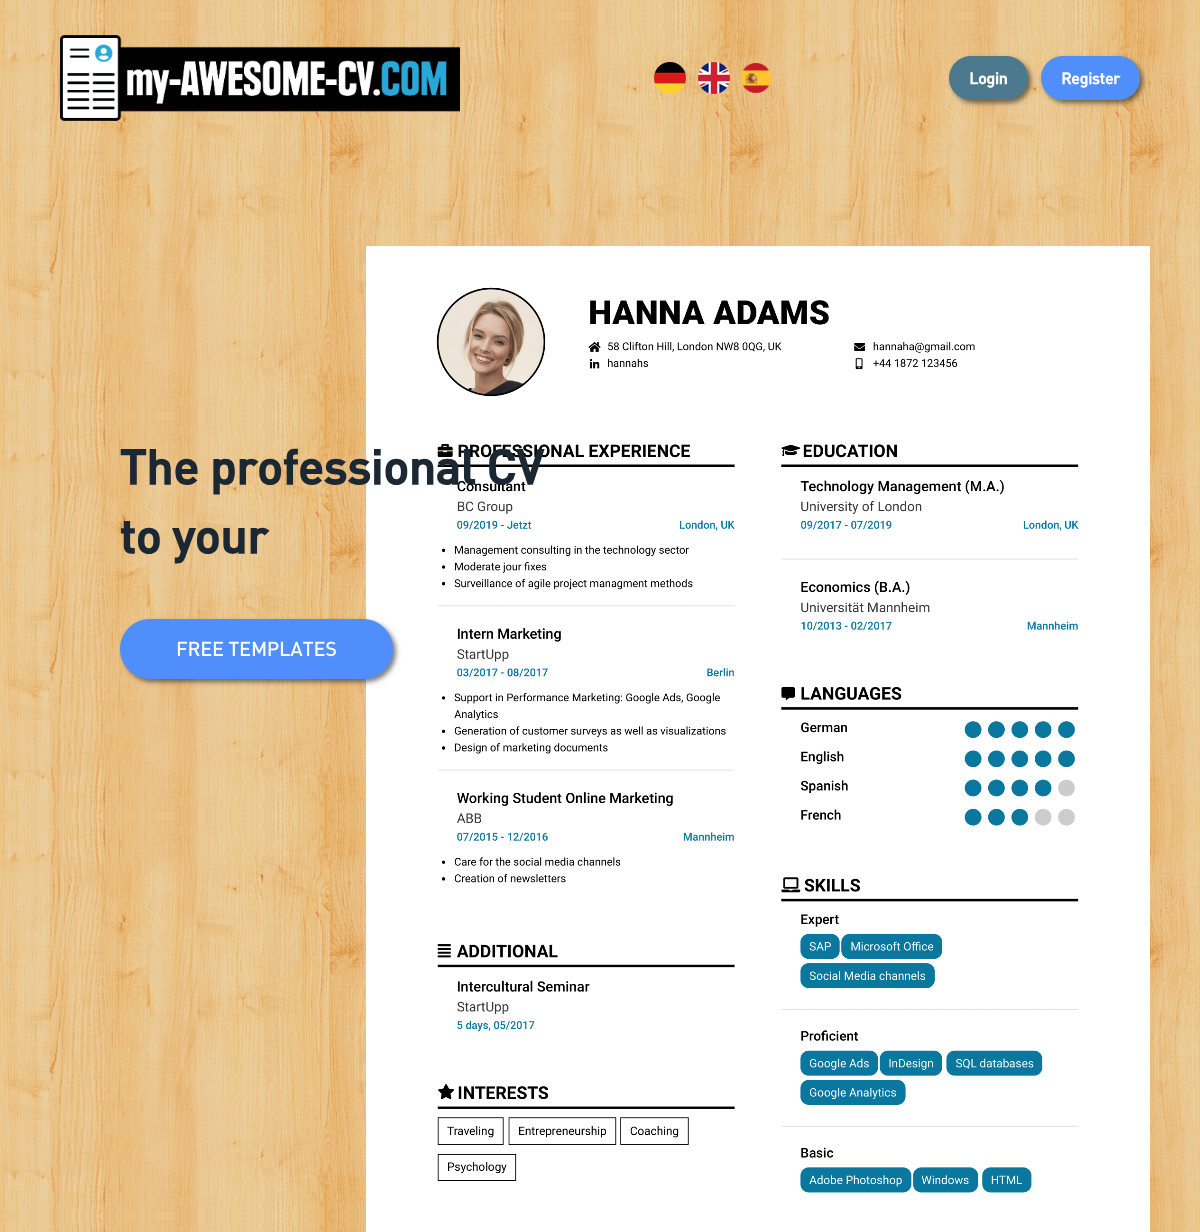 my-AWESOME-CV.COM
Login
Register
HANNA ADAMS
58 Clifton Hill, London NW8 0QG, UK
hannaha@gmail.com
hannahs
+44 1872 123456
The professional CV
to your
FREE TEMPLATES
PROFESSIONAL EXPERIENCE
Consultant
BC Group
09/2019 - Jetzt
London, UK
Management consulting in the technology sector
Moderate jour fixes
Surveillance of agile project managment methods
Intern Marketing
StartUpp
03/2017 - 08/2017
Berlin
Support in Performance Marketing: Google Ads, Google
Analytics
Generation of customer surveys as well as visualizations
Design of marketing documents
Working Student Online Marketing
ABB
07/2015 - 12/2016
Mannheim
Care for the social media channels
Creation of newsletters
ADDITIONAL
Intercultural Seminar
StartUpp
5 days, 05/2017
INTERESTS
Traveling Entrepreneurship Coaching
Psychology
EDUCATION
Technology Management (M.A.)
University of London
09/2017 - 07/2019
London, UK
Economics (B.A.)
Universität Mannheim
10/2013 - 02/2017
Mannheim
LANGUAGES
German
English
Spanish
French
SKILLS
Expert
SAP Microsoft Office
Social Media channels
Proficient
Google Ads InDesign SQL databases
Google Analytics
Basic
Adobe Photoshop Windows HTML